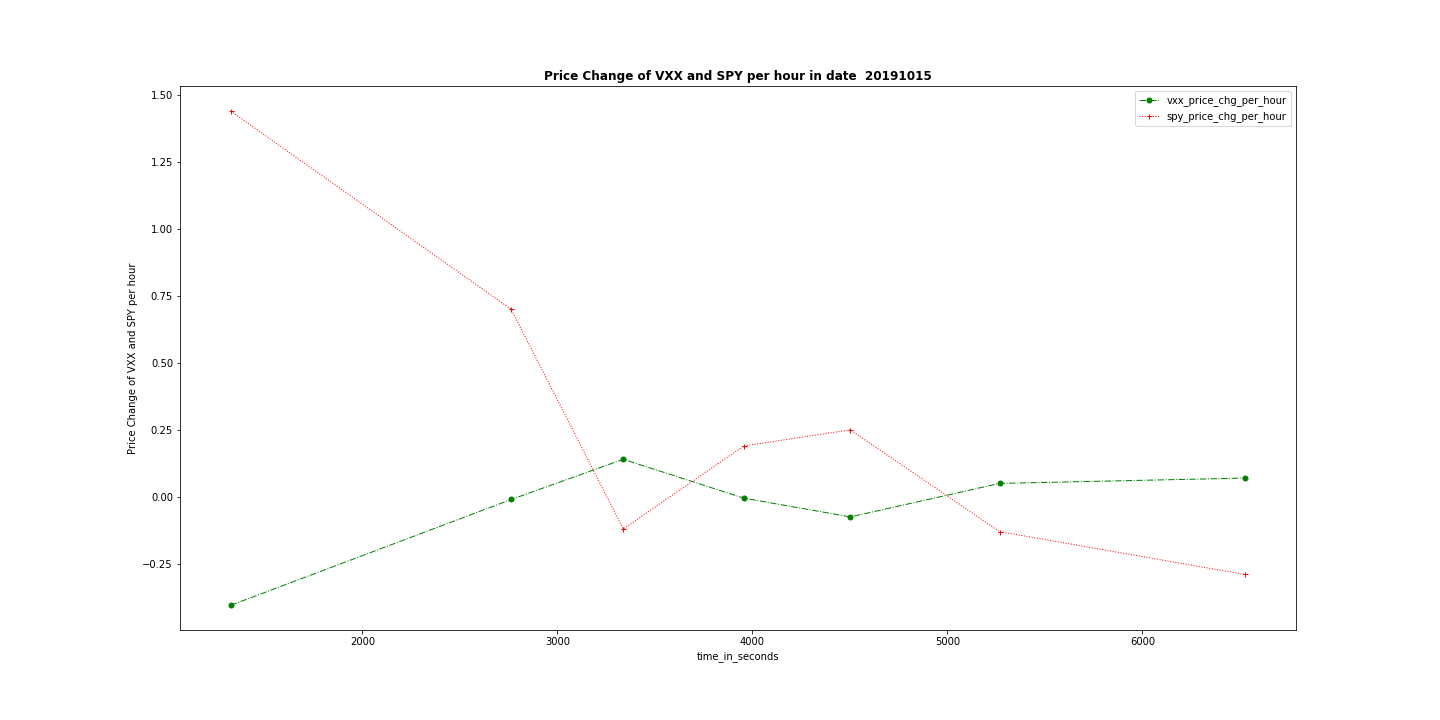 Price Change of VXX and SPY per hour in date  20191015
vxx_price_chg_per_hour
spy_price_chg_per_hour
Price Change of VXX and SPY per hour
1.50
1.25
1.00
0.75
0.50
0.25
0.00
−0.25
2000
3000
4000
5000
6000
time_in_seconds